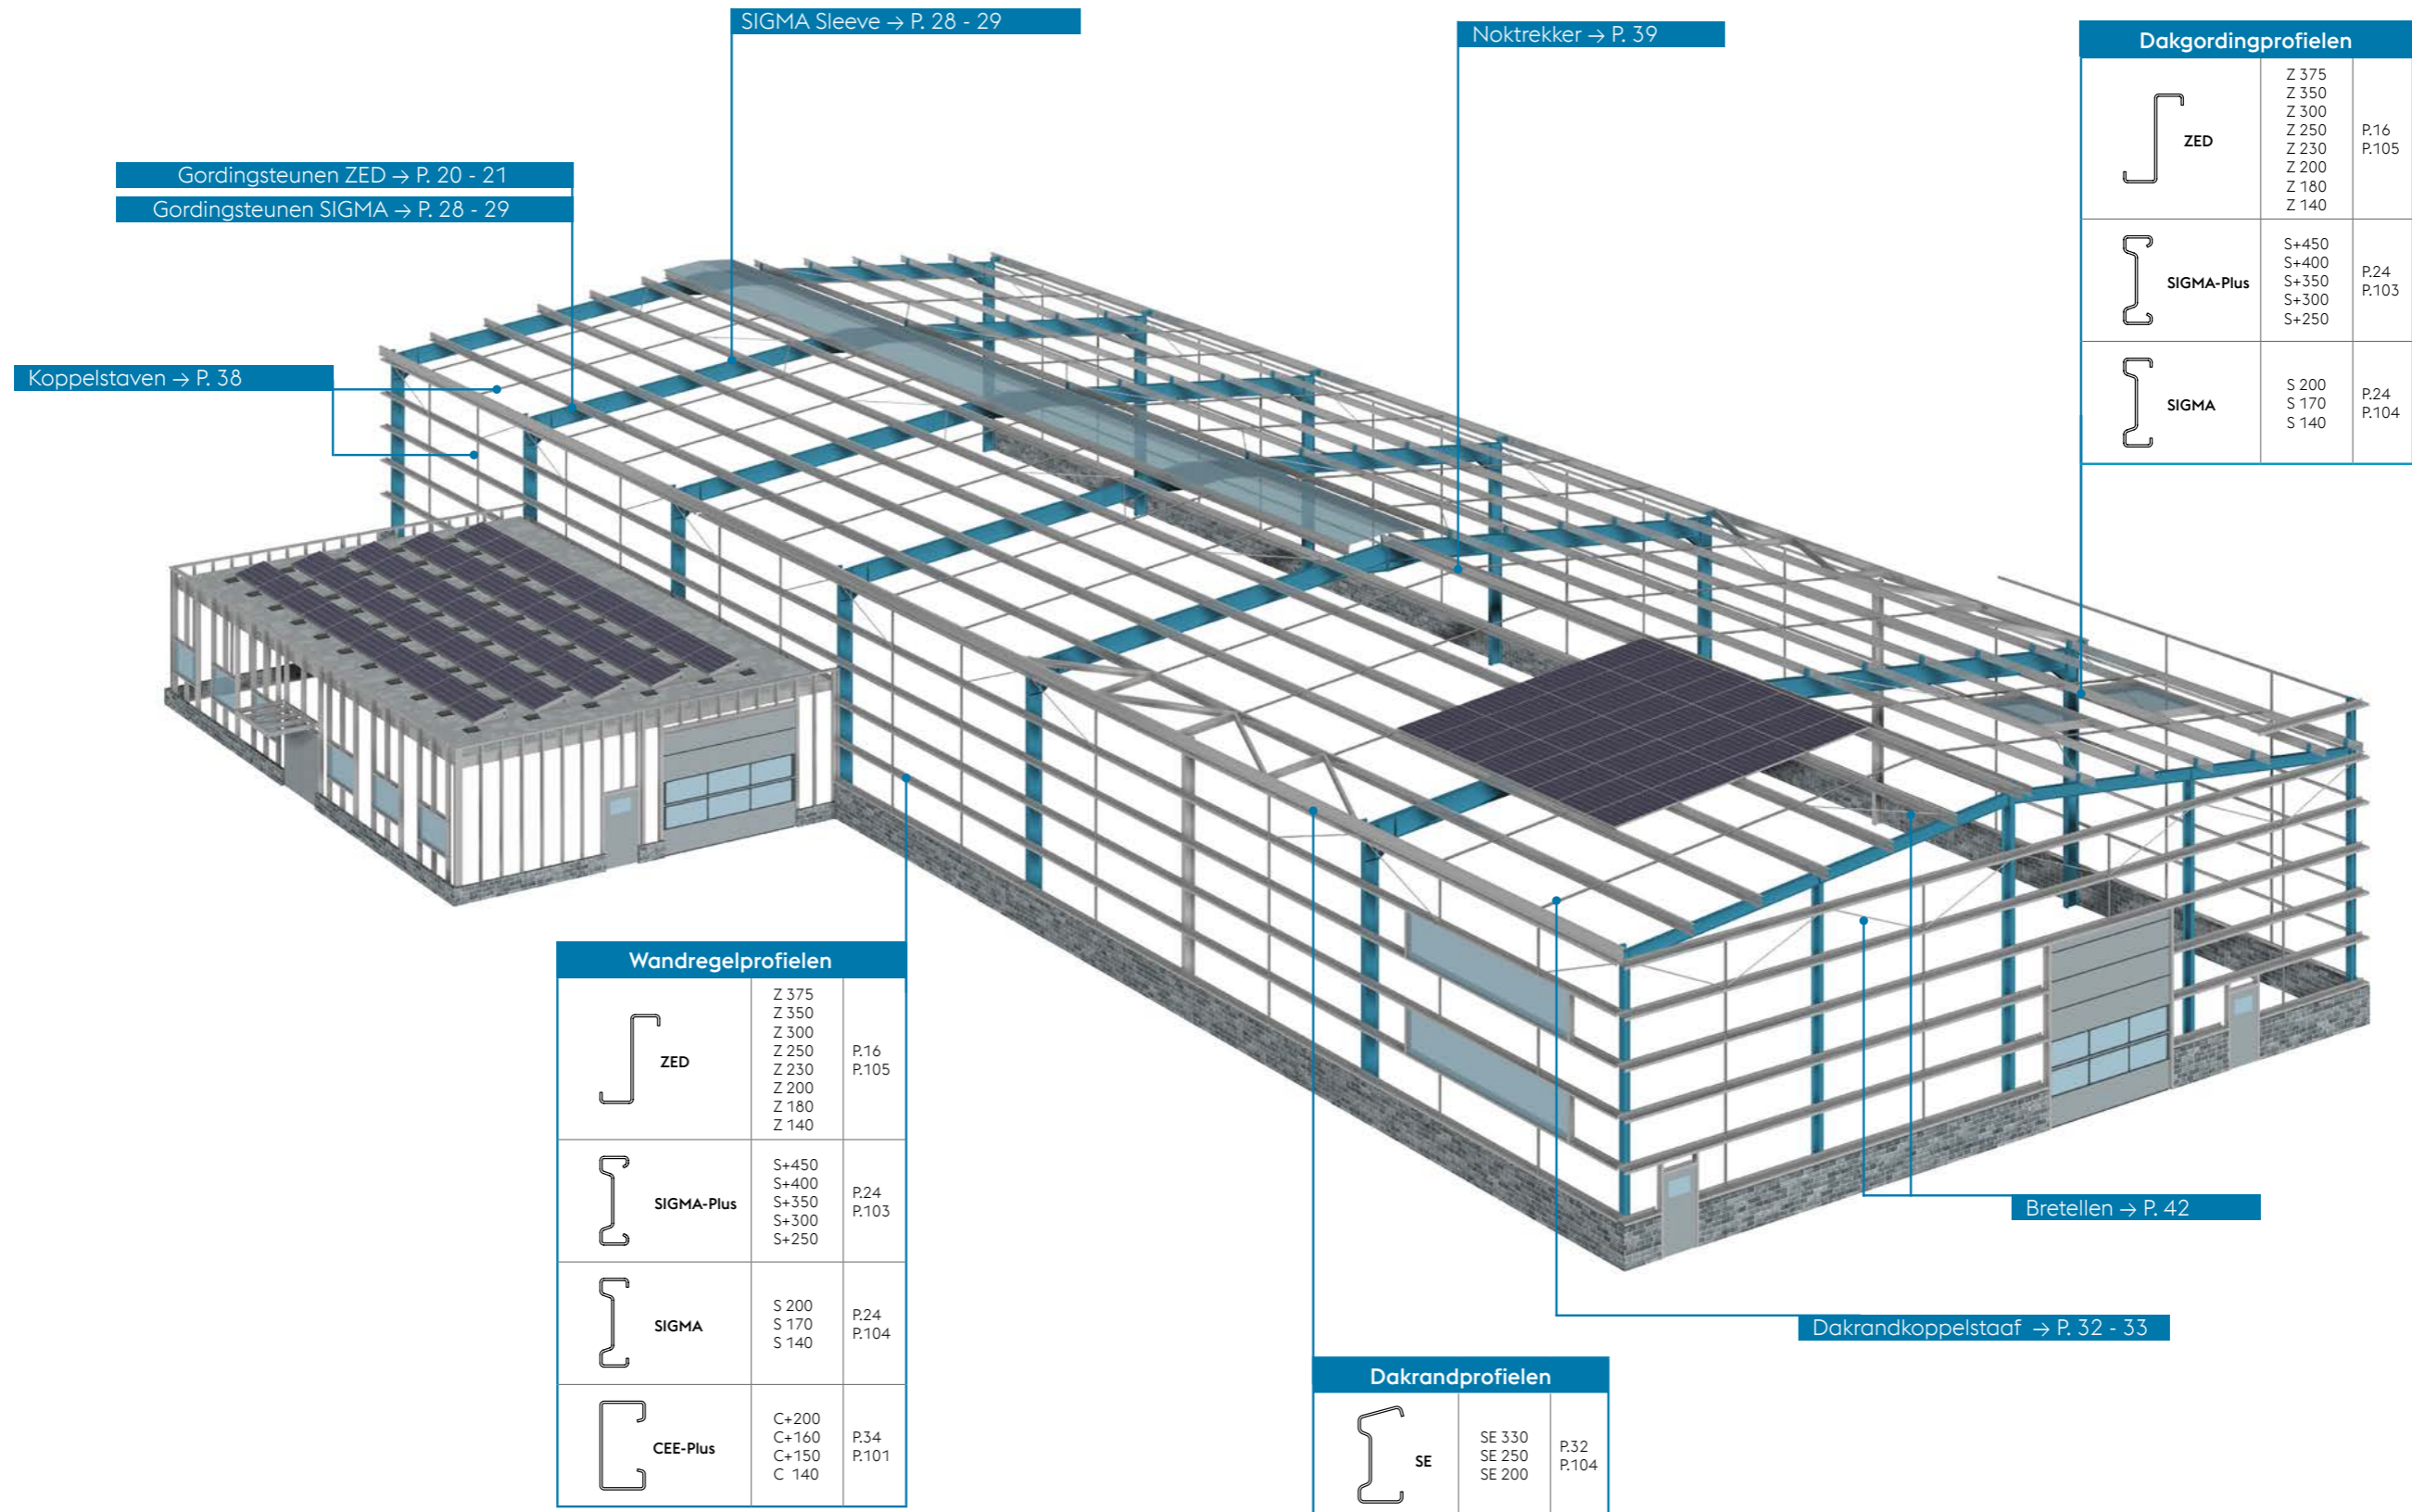 SIGMA Sleeve → P. 28 - 29
Noktrekker → P. 39
Gordingsteunen ZED → P. 20 - 21
Gordingsteunen SIGMA → P. 28 - 29
Koppelstaven → P. 38
Dakgordingprofielen
ZED
Z 375
Z 350
Z 300
Z 250
Z 230
Z 200
Z 180
Z 140
P.16
P.105
SIGMA-Plus
S+450
S+400
S+350
S+300
S+250
P.24
P.103
SIGMA
S 200
S 170
S 140
P.24
P.104
Wandregelprofielen
ZED
Z 375
Z 350
Z 300
Z 250
Z 230
Z 200
Z 180
Z 140
P.16
P.105
SIGMA-Plus
S+450
S+400
S+350
S+300
S+250
P.24
P.103
SIGMA
S 200
S 170
S 140
P.24
P.104
CEE-Plus
C+200
C+160
C+150
C 140
P.34
P.101
Bretellen → P. 42
Dakrandkoppelstaaf → P. 32 - 33
Dakrandprofielen
SE
SE 330
SE 250
SE 200
P.32
P.104